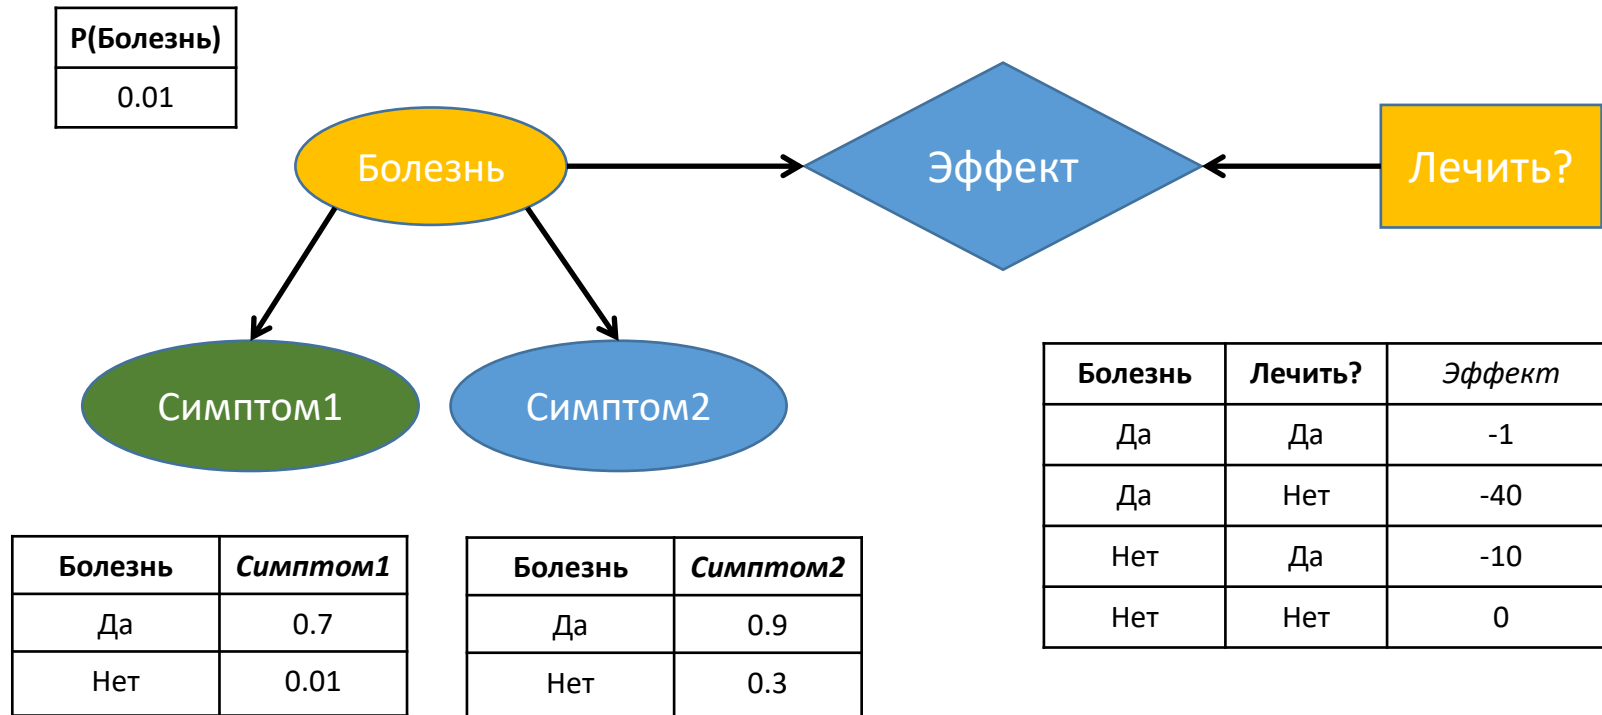 P(Болезнь)
0.01
Болезнь
Эффект
Лечить?
Симптом1
Симптом2
Болезнь Лечить? Эффект
Да Да -1
Да Нет -40
Нет Да -10
Нет Нет 0
Болезнь Симптом1
Да 0.7
Нет 0.01
Болезнь Симптом2
Да 0.9
Нет 0.3